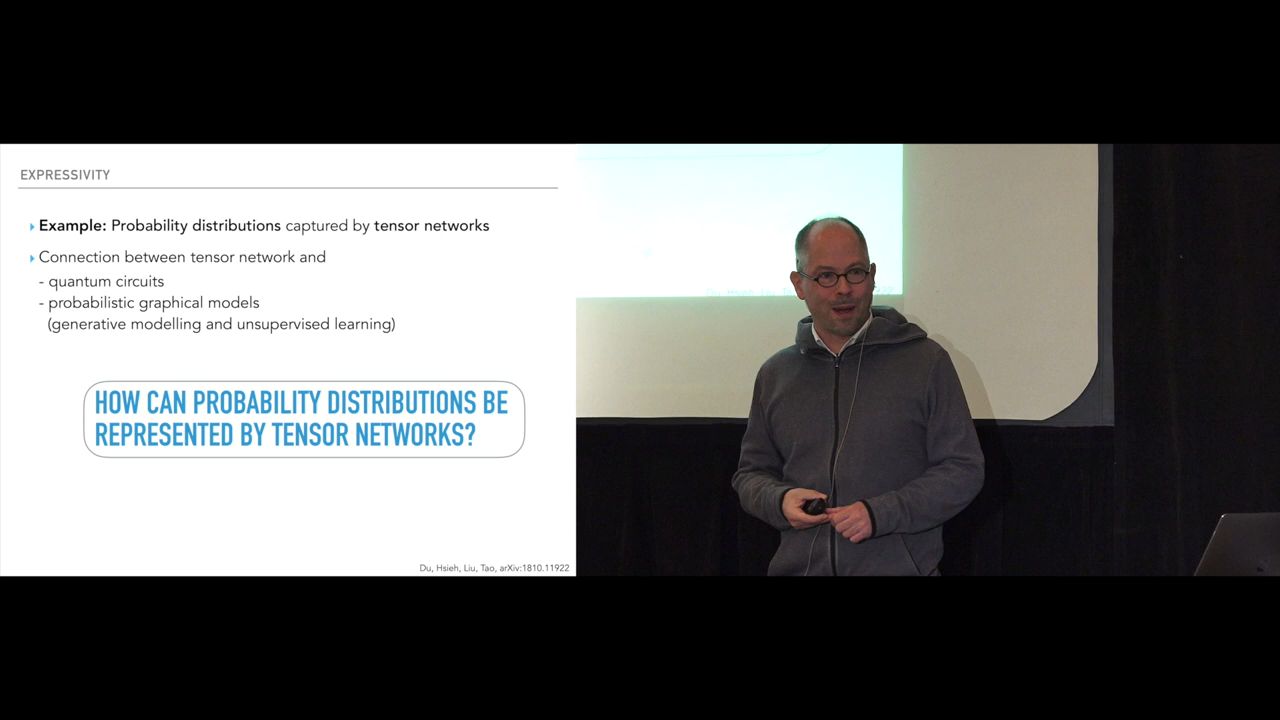 EXPRESSIVITY
Example: Probability distributions captured by tensor networks
Connection between tensor network and
- quantum circuits
- probabilistic graphical models
(generative modelling and unsupervised learning)
HOW CAN PROBABILITY DISTRIBUTIONS BE
REPRESENTED BY TENSOR NETWORKS?
Du, Hsieh, Liu, Tao, arXiv:1810.11922